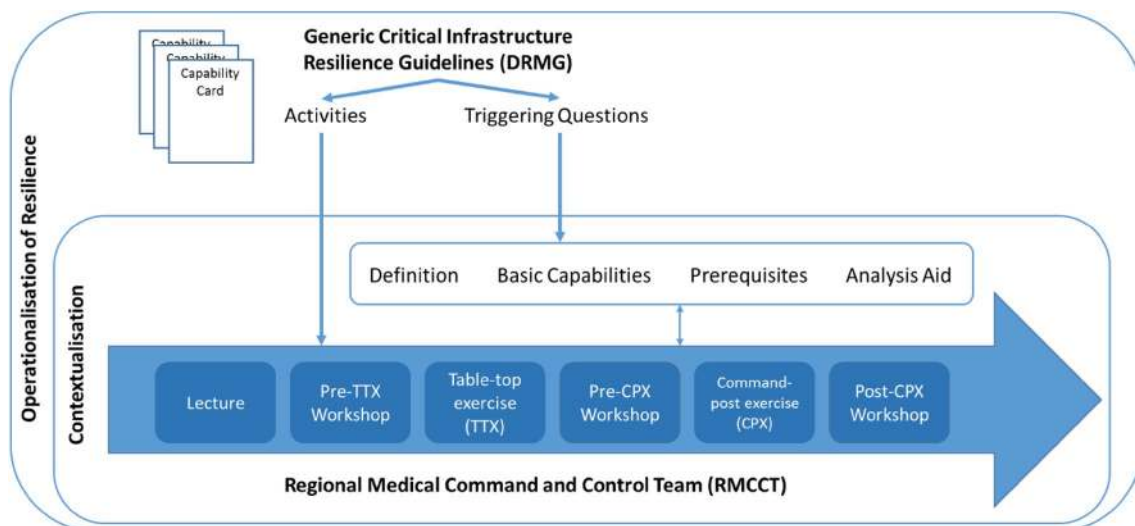 Capability
Capability
Capability
Card
Generic Critical Infrastructure
Resilience Guidelines (DRMG)
Activities
Triggering Questions
Operationalisation of Resilience
Contextualisation
Definition
Basic Capabilities
Prerequisites
Analysis Aid
Lecture
Pre-TTX
Workshop
Table-top
exercise
(TTX)
Pre-CPX
Workshop
Command-
post exercise
(CPX)
Post-CPX
Workshop
Regional Medical Command and Control Team (RMCCT)